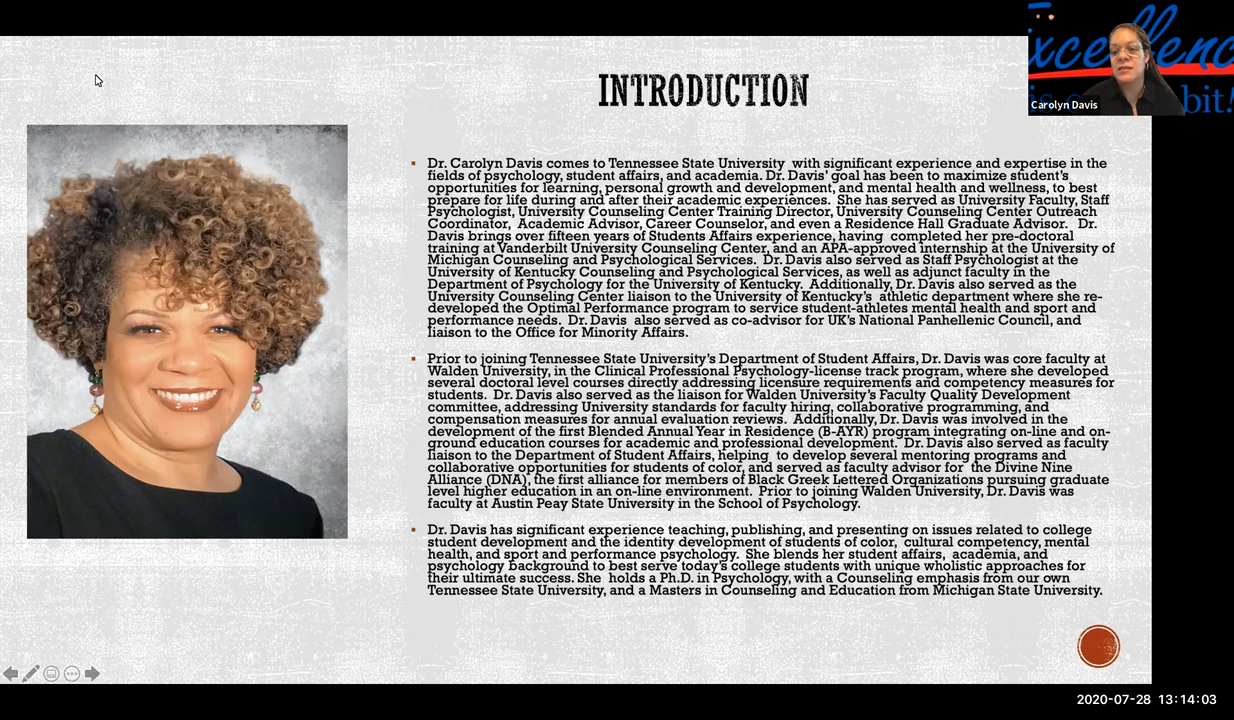 xcellenc
bit!
Carolyn Davis
INTRODUCTION
Dr. Carolyn Davis comes to Tennessee State University with significant experience and expertise in the
fields of psychology, student affairs, and academia. Dr. Davis' goal has been to maximize student's
opportunities for learning, personal growth and development, and mental health and wellness, to best
prepare for life during and after their academic experiences. She has served as University Faculty, Staff
Psychologist, University Counseling Center Training Director, University Counseling Center Outreach
Coordinator, Academic Advisor, Career Counselor, and even a Residence Hall Graduate Advisor. Dr.
Davis brings over fifteen years of Students Affairs experience, having completed her pre-doctoral
training at Vanderbilt University Counseling Center, and an APA-approved internship at the University of
Michigan Counseling and Psychological Services. Dr. Davis also served as Staff Psychologist at the
University of Kentucky Counseling and Psychological Services, as well as adjunct faculty in the
Department of Psychology for the University of Kentucky. Additionally, Dr. Davis also served as the
University Counseling Center liaison to the University of Kentucky's athletic department where she re-
developed the Optimal Performance program to service student-athletes mental health and sport and
performance needs. Dr. Davis also served as co-advisor for UK's National Panhellenic Council, and
liaison to the Office for Minority Affairs.
Prior to joining Tennessee State University's Department of Student Affairs, Dr. Davis was core faculty at
Walden University, in the Clinical Professional Psychology-license track program, where she developed
several doctoral level courses directly addressing licensure requirements and competency measures for
students. Dr. Davis also served as the liaison for Walden University's Faculty Quality Development
committee, addressing University standards for faculty hiring, collaborative programming, and
compensation measures for annual evaluation reviews. Additionally, Dr. Davis was involved in the
development of the first Blended Annual Year in Residence (B-AYR) program integrating on-line and on-
ground education courses for academic and professional development. Dr. Davis also served as faculty
liaison to the Department of Student Affairs, helping to develop several mentoring programs and
collaborative opportunities for students of color, and served as faculty advisor for the Divine Nine
Alliance (DNA), the first alliance for members of Black Greek Lettered Organizations pursuing graduate
level higher education in an on-line environment. Prior to joining Walden University, Dr. Davis was
faculty at Austin Peay State University in the School of Psychology.
Dr. Davis has significant experience teaching, publishing, and presenting on issues related to college
student development and the identity development of students of color, cultural competency, mental
health, and sport and performance psychology. She blends her student affairs, academia, and
psychology background to best serve today's college students with unique wholistic approaches for
their ultimate success. She holds a Ph.D. in Psychology, with a Counseling emphasis from our own
Tennessee State University, and a Masters in Counseling and Education from Michigan State University.
2020-07-28 13:14:03